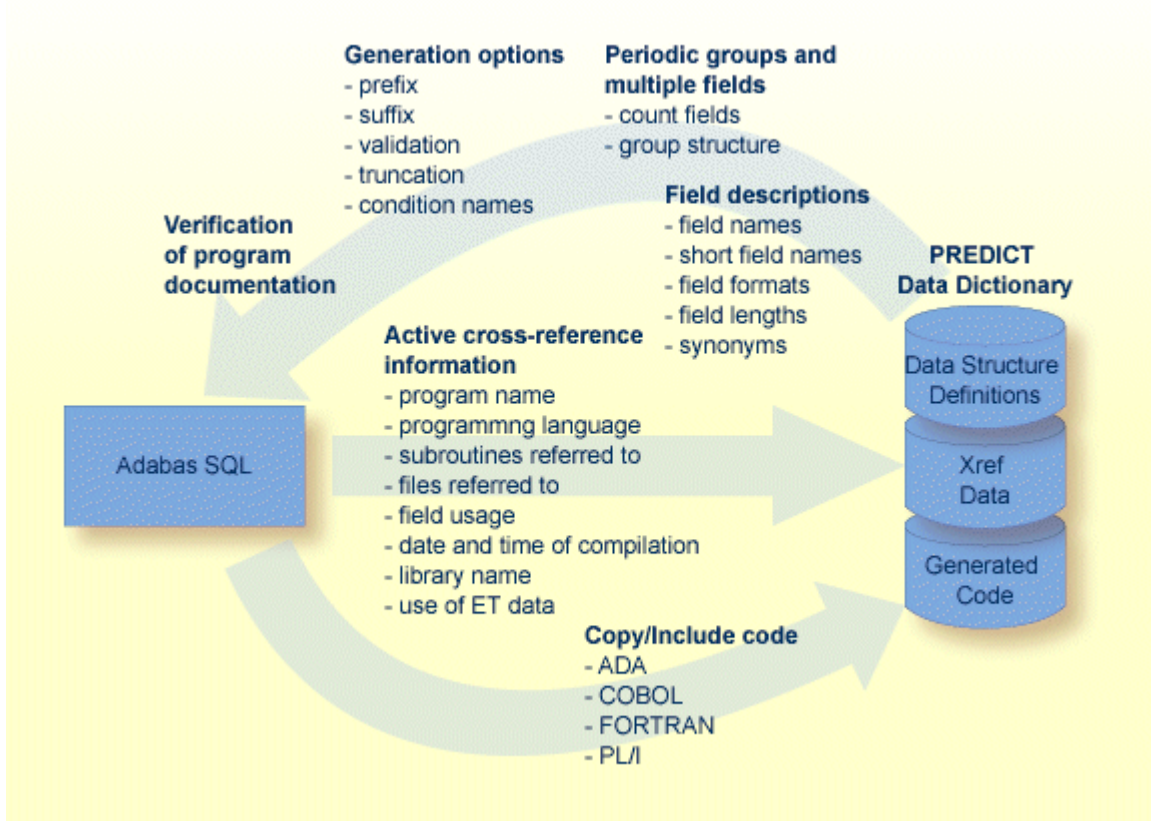 Generation options
- prefix
- suffix
- validation
- truncation
- condition names
Periodic groups and
multiple fields
- count fields
- group structure
Field descriptions
- field names
- short field names
- field formats
- field lengths
- synonyms
Verification
of program
documentation
PREDICT
Data Dictionary
Data Structure
Definitions
Xref
Data
Generated
Code
Active cross-reference
information
- program name
- programmng language
- subroutines referred to
- files referred to
- field usage
- date and time of compilation
- library name
- use of ET data
Adabas SQL
Copy/Include code
- ADA
- COBOL
- FORTRAN
- PL/I